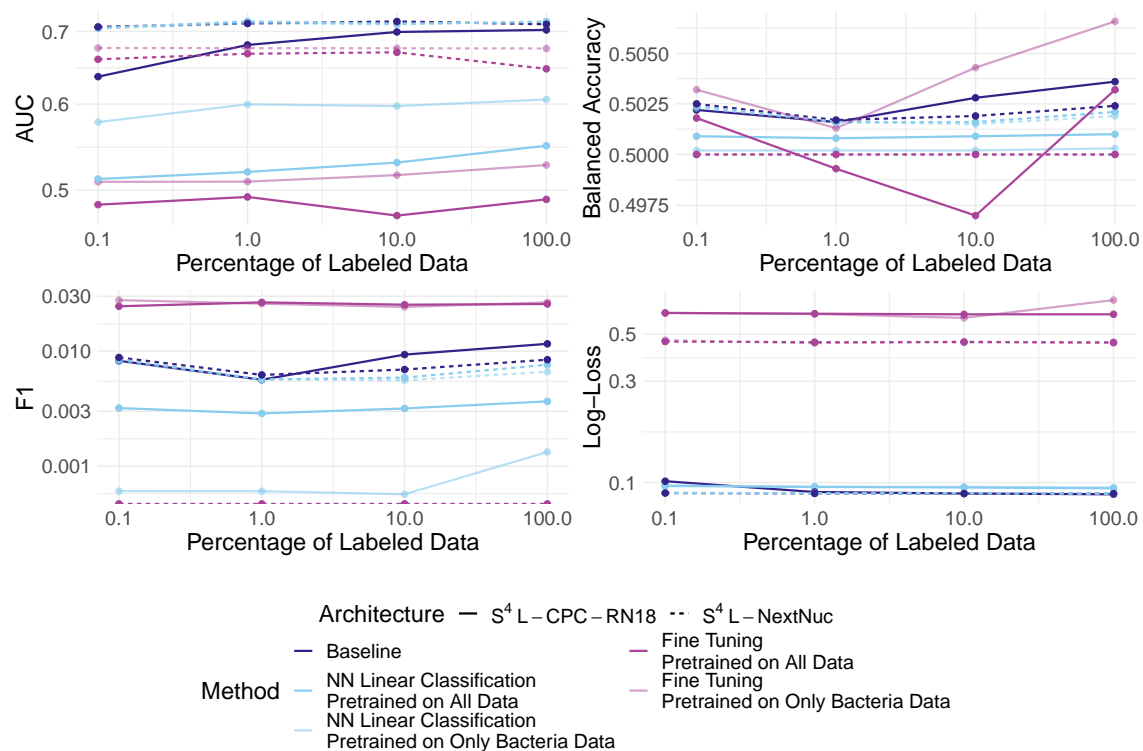 0.7
0.6
0.5
AUC
0.1 1.0 10.0 100.0
Percentage of Labeled Data
0.5050
0.5025
0.5000
0.4975
Balanced Accuracy
0.1 1.0 10.0 100.0
Percentage of Labeled Data
0.030
0.010
0.003
0.001
F1
0.1 1.0 10.0 100.0
Percentage of Labeled Data
0.5
0.3
0.1
Log−Loss
0.1 1.0 10.0 100.0
Percentage of Labeled Data
Architecture S⁴ L − CPC − RN18 S⁴ L − NextNuc
Method
Baseline
NN Linear Classification
Pretrained on All Data
NN Linear Classification
Pretrained on Only Bacteria Data
Fine Tuning
Pretrained on All Data
Fine Tuning
Pretrained on Only Bacteria Data